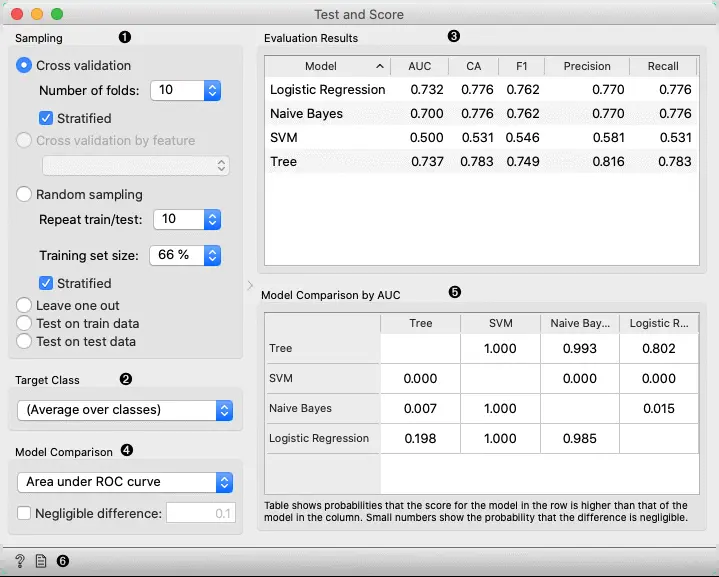 Test and Score
Sampling ❶
Cross validation
Number of folds: 10
Stratified
Cross validation by feature
Random sampling
Repeat train/test: 10
Training set size: 66 %
Stratified
Leave one out
Test on train data
Test on test data
Target Class ❷
(Average over classes)
Model Comparison ❹
Area under ROC curve
Negligible difference: 0.1
Evaluation Results ❸
Model AUC CA F1 Precision Recall
Logistic Regression 0.732 0.776 0.762 0.770 0.776
Naive Bayes 0.700 0.776 0.762 0.770 0.776
SVM 0.500 0.531 0.546 0.581 0.531
Tree 0.737 0.783 0.749 0.816 0.783
Model Comparison by AUC ❺
Tree SVM Naive Bay... Logistic R...
Tree 1.000 0.993 0.802
SVM 0.000 0.000 0.000
Naive Bayes 0.007 1.000 0.015
Logistic Regression 0.198 1.000 0.985
Table shows probabilities that the score for the model in the row is higher than that of the
model in the column. Small numbers show the probability that the difference is negligible.
? ❻